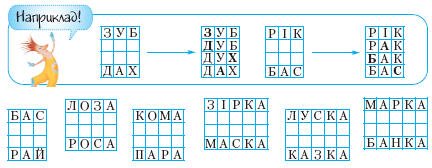 Наприклад!
ЗУБ
ДАХ
ЗУБ
ДУБ
ДУХ
ДАХ
РІК
БАС
РІК
РАК
БАК
БАС
БАС
РАЙ
ЛОЗА
РОСА
КОМА
ПАРА
ЗІРКА
МАСКА
ЛУСКА
КАЗКА
МАРКА
БАНКА